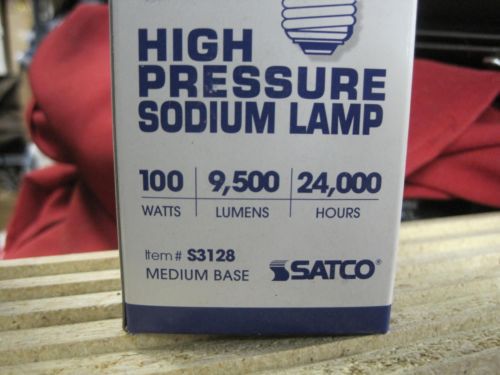 HIGH
PRESSURE
SODIUM LAMP
100 9,500 24,000
WATTS LUMENS HOURS
Item # S3128
MEDIUM BASE SATCO®